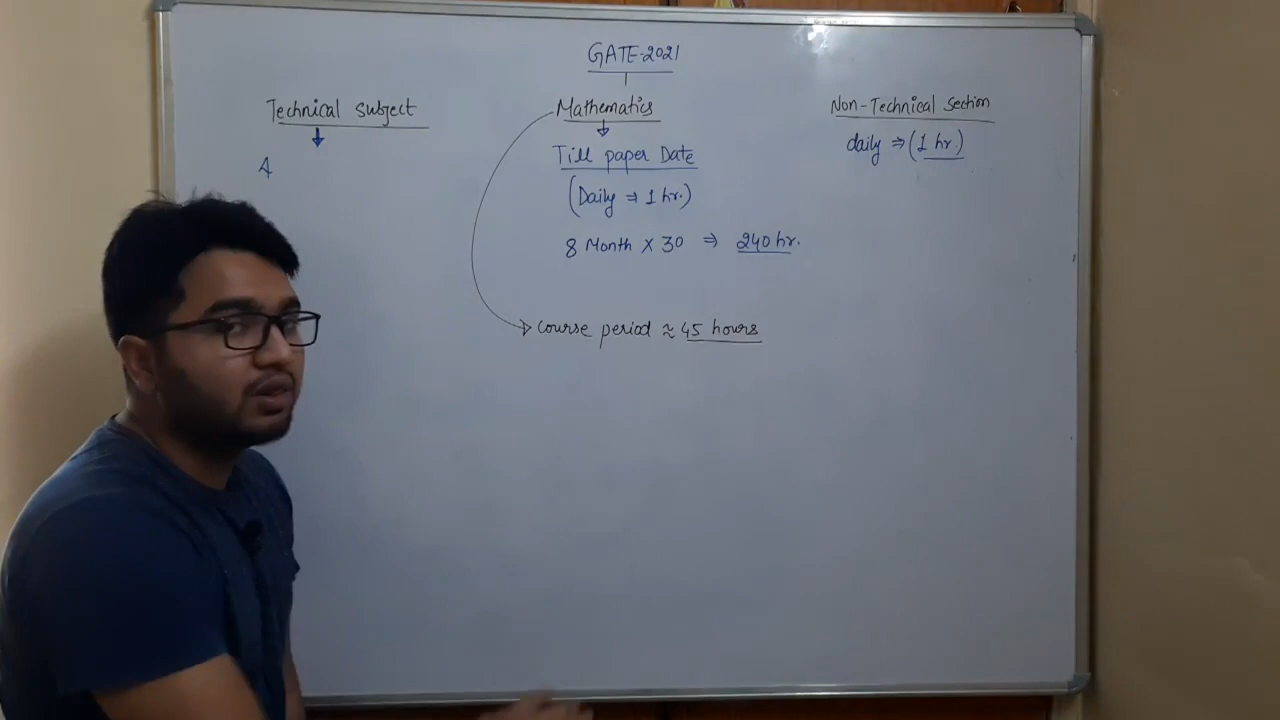 GATE-2021
Technical subject
4
Mathematics
Till paper Date
(Daily ⇒ 1 hr.)
8 Month X 30 ⇒ 240 hr.
Course period ≈ 45 hours
Non-Technical Section
daily ⇒ (1 hr)